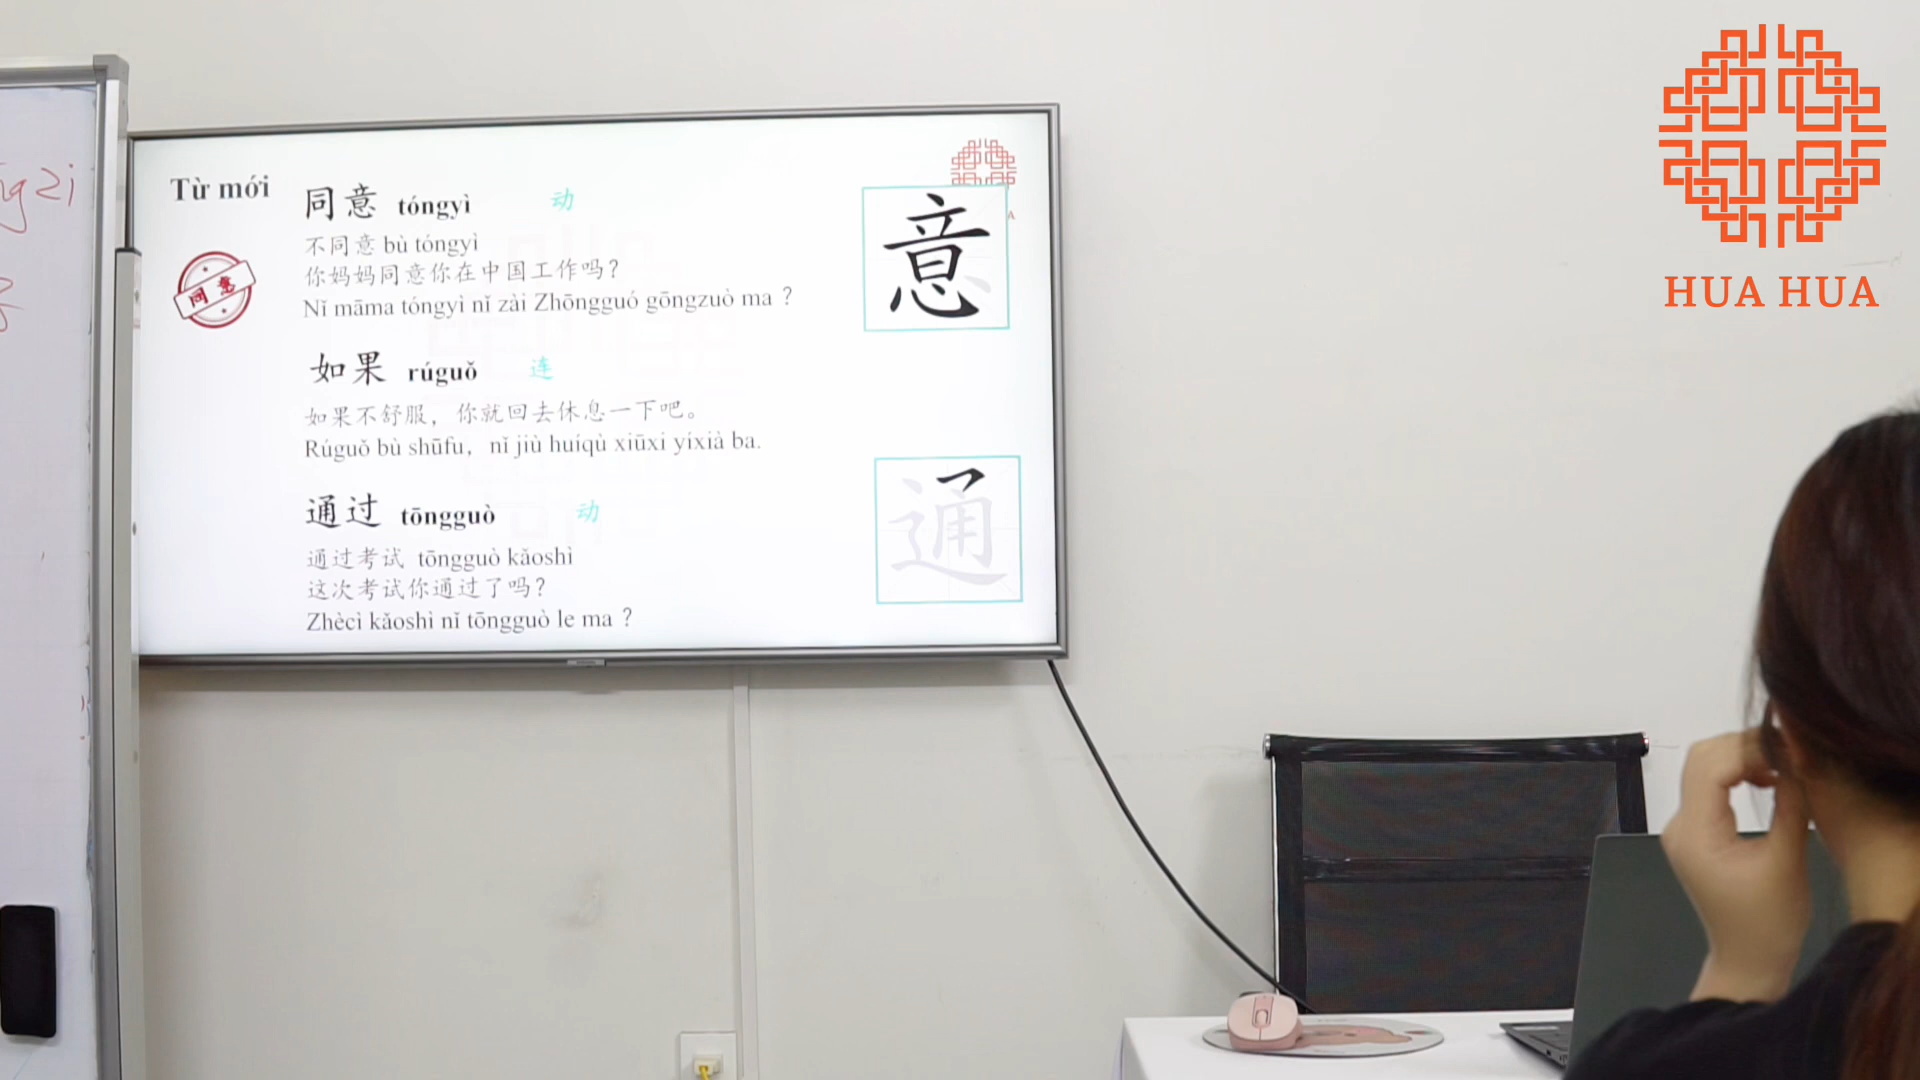 Từ mới
同意 tóngyì 动
不同意 bù tóngyì
你妈妈同意你在中国工作吗？
Nǐ māma tóngyì nǐ zài Zhōngguó gōngzuò ma？
同意
意
如果 rúguǒ 连
如果不舒服，你就回去休息一下吧。
Rúguǒ bù shūfu，nǐ jiù huíqù xiūxi yíxià ba.
通过 tōngguò 动
通过考试 tōngguò kǎoshì
这次考试你通过了吗？
Zhècì kǎoshì nǐ tōngguò le ma？
通
HUA HUA